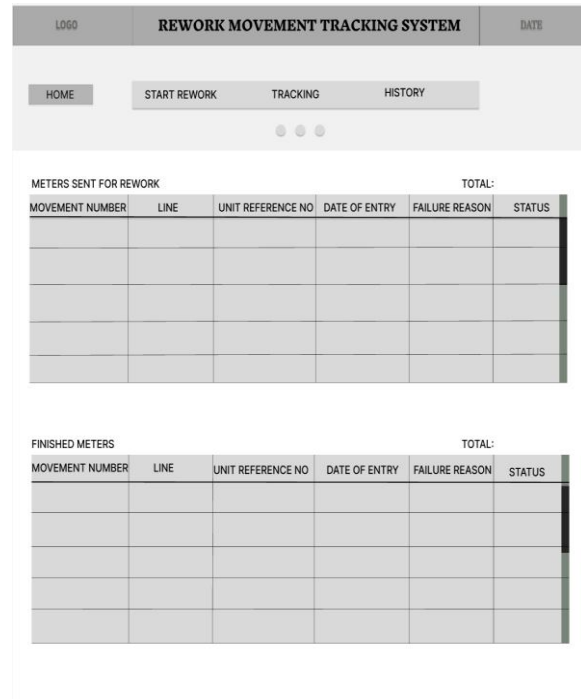 LOGO REWORK MOVEMENT TRACKING SYSTEM DATE
HOME START REWORK TRACKING HISTORY
METERS SENT FOR REWORK TOTAL:
MOVEMENT NUMBER LINE UNIT REFERENCE NO DATE OF ENTRY FAILURE REASON STATUS
FINISHED METERS TOTAL:
MOVEMENT NUMBER LINE UNIT REFERENCE NO DATE OF ENTRY FAILURE REASON STATUS